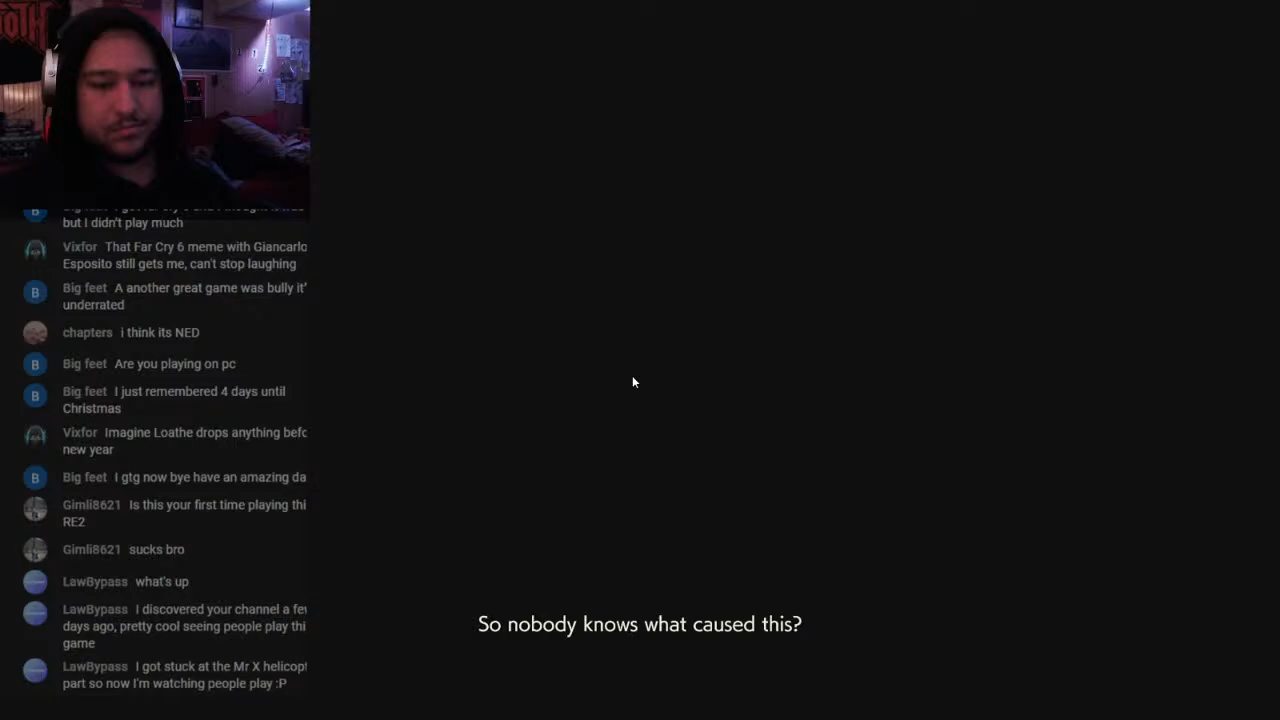 OTH
but I didn't play much
Vixfor That Far Cry 6 meme with Giancarlo
Esposito still gets me, can't stop laughing
B Big feet A another great game was bully it'
underrated
chapters i think its NED
B Big feet Are you playing on pc
B Big feet I just remembered 4 days until
Christmas
Vixfor Imagine Loathe drops anything befo
new year
B Big feet I gtg now bye have an amazing da
Gimli8621 Is this your first time playing thi
RE2
Gimli8621 sucks bro
LawBypass what's up
LawBypass I discovered your channel a few
days ago, pretty cool seeing people play thi
game
LawBypass I got stuck at the Mr X helicopt
part so now I'm watching people play :P
So nobody knows what caused this?